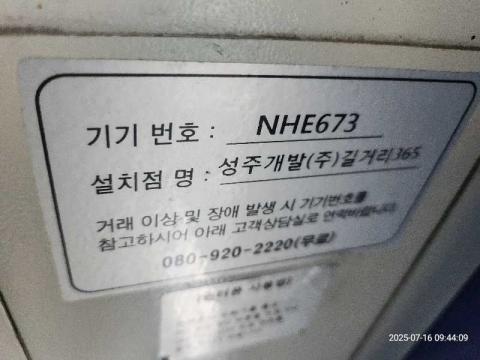 기기 번호 : NHE673
설치점 명 : 성주개발(주)길거리365
거래 이상 및 장애 발생 시 기기번호를
참고하시어 아래 고객상담실로 연락바랍니다.
080-920-2220(무료)
2025-07-16 09:44:09